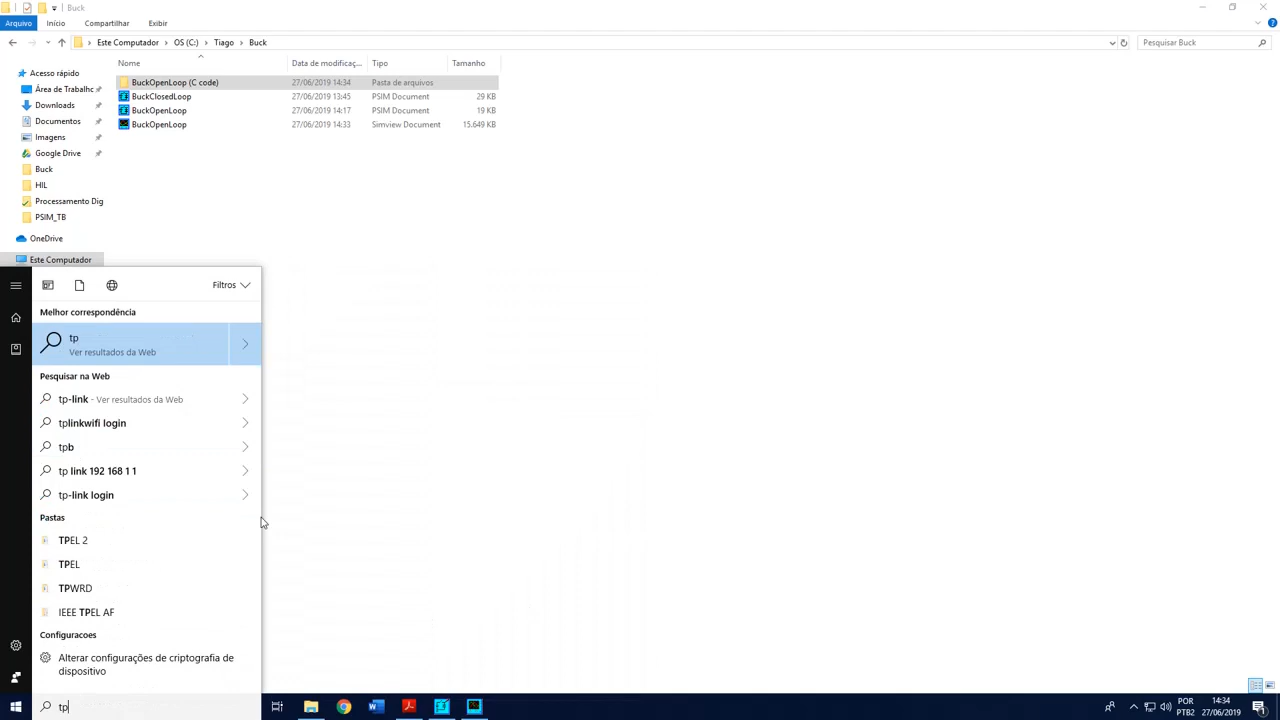 Buck
Arquivo Início Compartilhar Exibir
Este Computador OS (C:) Tiago Buck
Pesquisar Buck
Nome Data de modificaç... Tipo Tamanho
Acesso rápido
Área de Trabalhc
Downloads
Documentos
Imagens
Google Drive
Buck
HIL
Processamento Dig
PSIM_TB
OneDrive
Este Computador
BuckOpenLoop (C code) 27/06/2019 14:34 Pasta de arquivos
BuckClosedLoop 27/06/2019 13:45 PSIM Document 29 KB
BuckOpenLoop 27/06/2019 14:17 PSIM Document 19 KB
BuckOpenLoop 27/06/2019 14:33 Simview Document 15.649 KB
Filtros
Melhor correspondência
tp
Ver resultados da Web
Pesquisar na Web
tp-link - Ver resultados da Web
tplinkwifi login
tpb
tp link 192 168 1 1
tp-link login
Pastas
TPEL 2
TPEL
TPWRD
IEEE TPEL AF
Configuracoes
Alterar configurações de criptografia de
dispositivo
tp
POR
PTB2
14:34
27/06/2019
1